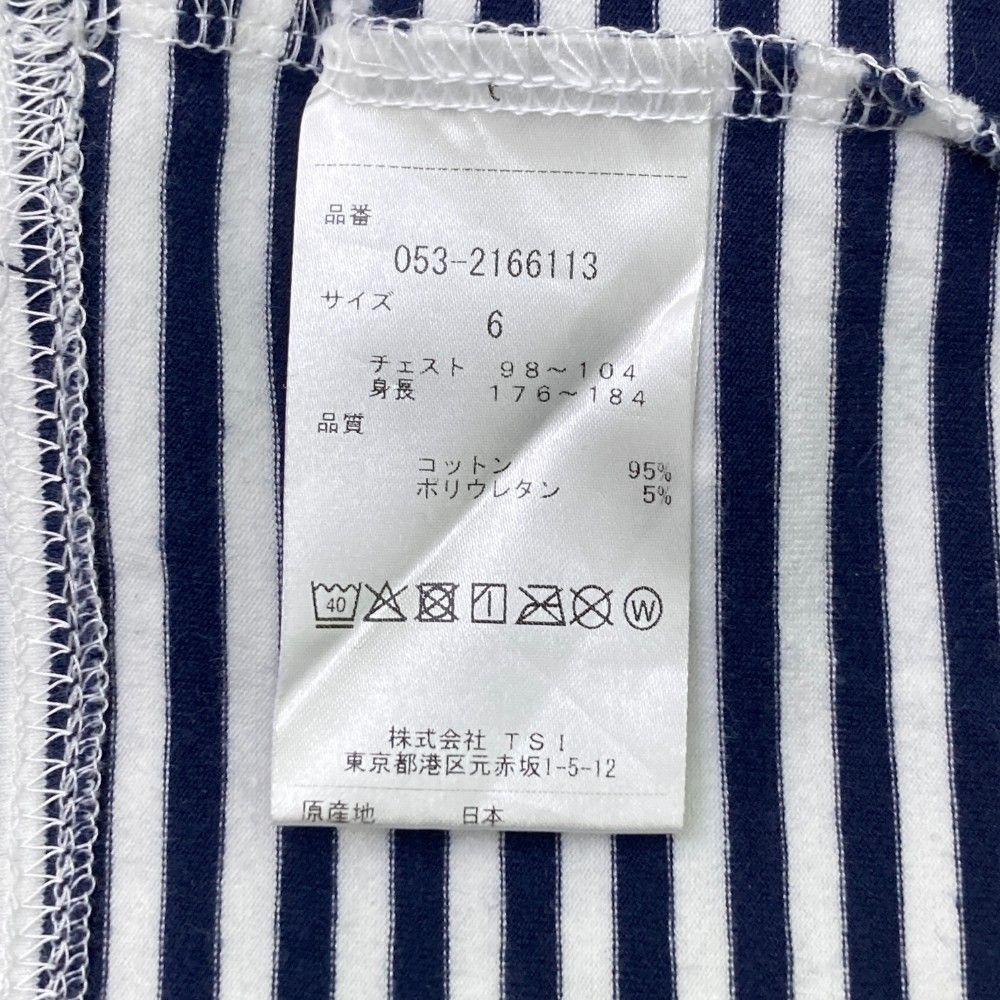 品番
053-2166113
サイズ
6
チェスト 98～104
身長 176～184
品質
コットン 95%
ポリウレタン 5%
40 W
株式会社 TSI
東京都港区元赤坂1-5-12
原産地 日本